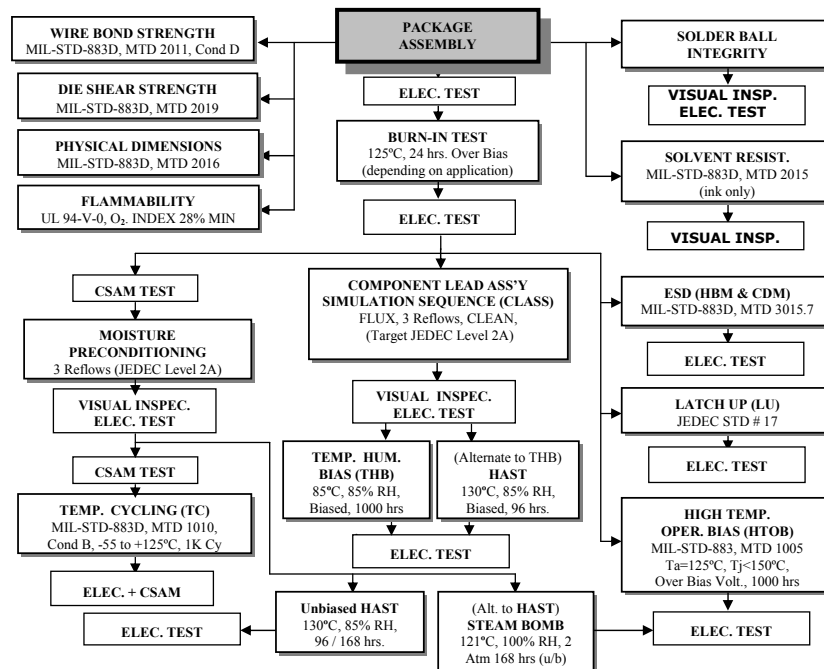 PACKAGE
ASSEMBLY
WIRE BOND STRENGTH
MIL-STD-883D, MTD 2011, Cond D
DIE SHEAR STRENGTH
MIL-STD-883D, MTD 2019
PHYSICAL DIMENSIONS
MIL-STD-883D, MTD 2016
FLAMMABILITY
UL 94-V-0, O₂. INDEX 28% MIN
ELEC. TEST
BURN-IN TEST
125ºC, 24 hrs. Over Bias
(depending on application)
ELEC. TEST
SOLDER BALL
INTEGRITY
VISUAL INSP.
ELEC. TEST
SOLVENT RESIST.
MIL-STD-883D, MTD 2015
(ink only)
VISUAL INSP.
CSAM TEST
MOISTURE
PRECONDITIONING
3 Reflows (JEDEC Level 2A)
VISUAL INSPEC.
ELEC. TEST
CSAM TEST
TEMP. CYCLING (TC)
MIL-STD-883D, MTD 1010,
Cond B, -55 to +125ºC, 1K Cy
ELEC. + CSAM
COMPONENT LEAD ASS'Y
SIMULATION SEQUENCE (CLASS)
FLUX, 3 Reflows, CLEAN,
(Target JEDEC Level 2A)
VISUAL INSPEC.
ELEC. TEST
TEMP. HUM.
BIAS (THB)
85°C, 85% RH,
Biased, 1000 hrs
(Alternate to THB)
HAST
130°C, 85% RH,
Biased, 96 hrs.
ELEC. TEST
ESD (HBM & CDM)
MIL-STD-883D, MTD 3015.7
ELEC. TEST
LATCH UP (LU)
JEDEC STD # 17
ELEC. TEST
HIGH TEMP.
OPER. BIAS (HTOB)
MIL-STD-883, MTD 1005
Ta=125ºC, Tj<150ºC,
Over Bias Volt., 1000 hrs
ELEC. TEST
Unbiased HAST
130°C, 85% RH,
96 / 168 hrs.
(Alt. to HAST)
STEAM BOMB
121°C, 100% RH, 2
Atm 168 hrs (u/b)
ELEC. TEST